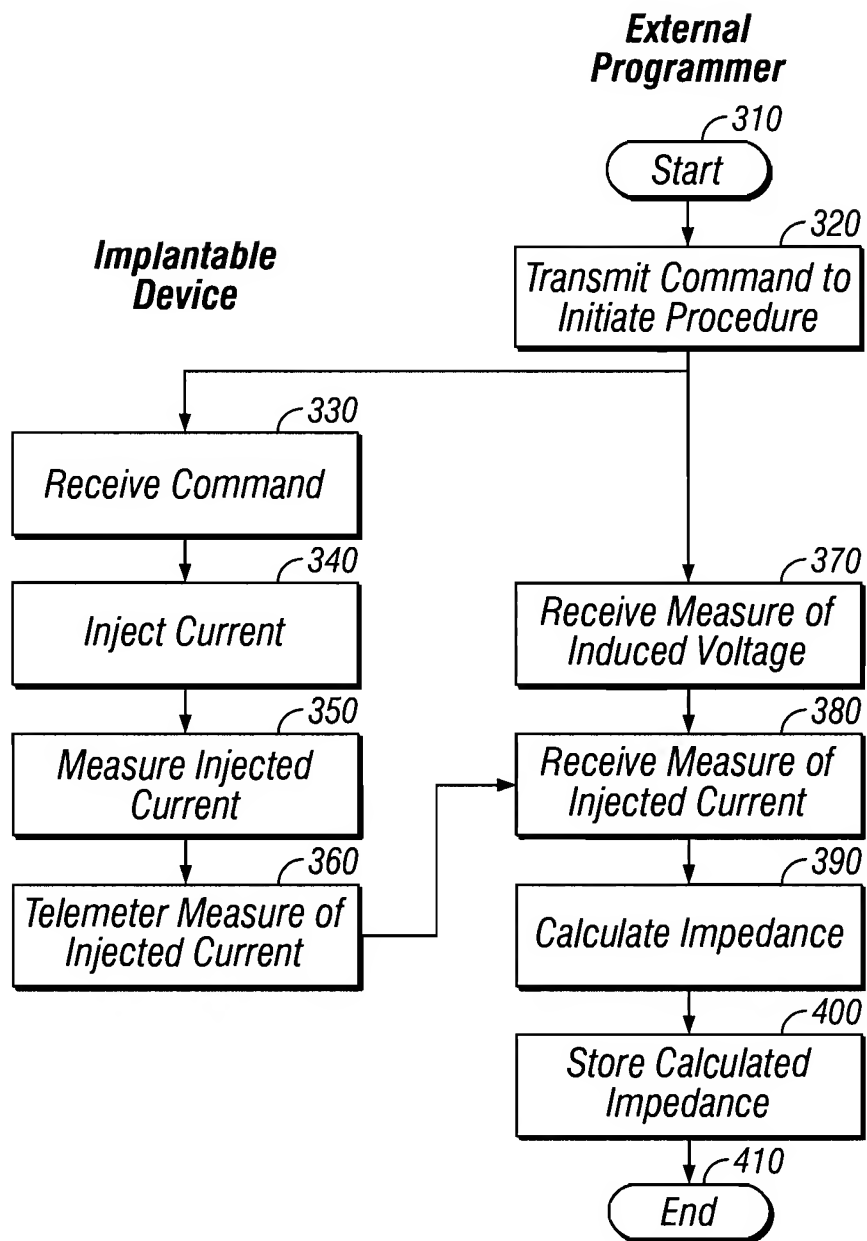 External
Programmer
310
Start
320
Transmit Command to
Initiate Procedure
Implantable
Device
330
Receive Command
340
Inject Current
350
Measure Injected
Current
360
Telemeter Measure of
Injected Current
370
Receive Measure of
Induced Voltage
380
Receive Measure of
Injected Current
390
Calculate Impedance
400
Store Calculated
Impedance
410
End